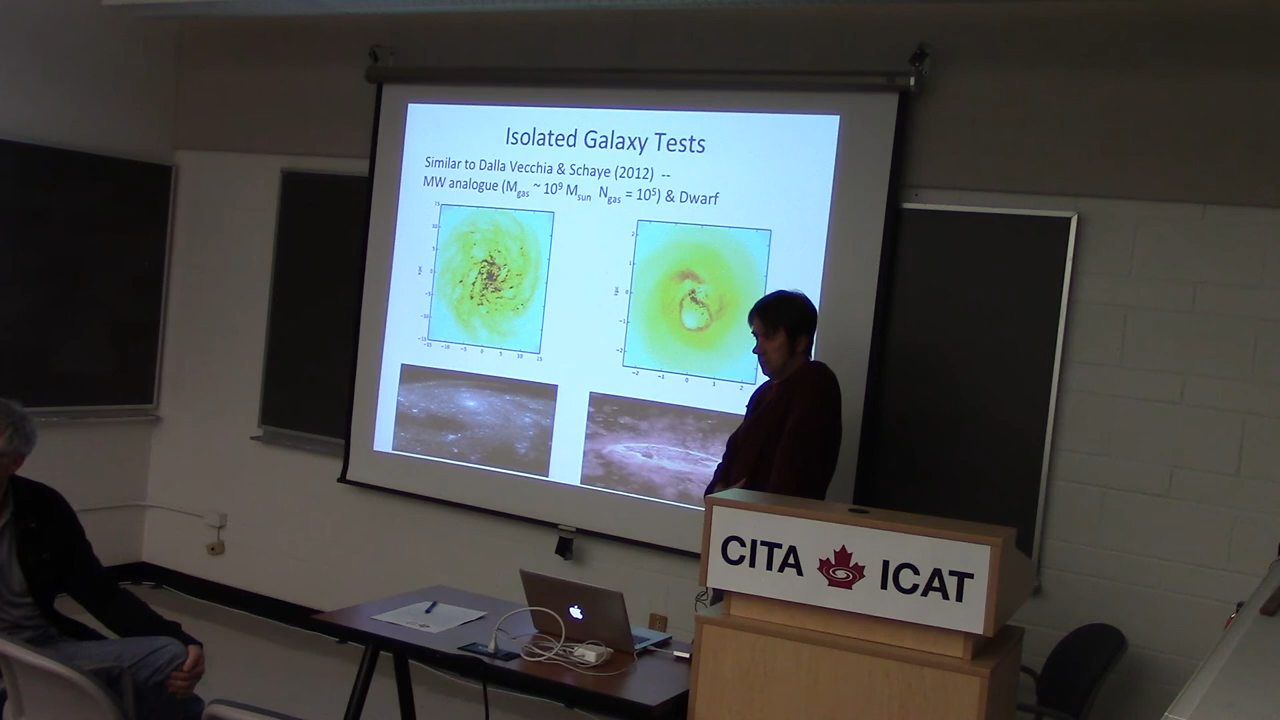 Isolated Galaxy Tests
Similar to Dalla Vecchia & Schaye (2012) --
MW analogue (Mgas ~ 10⁹ Msun Ngas = 10⁵) & Dwarf
CITA ICAT